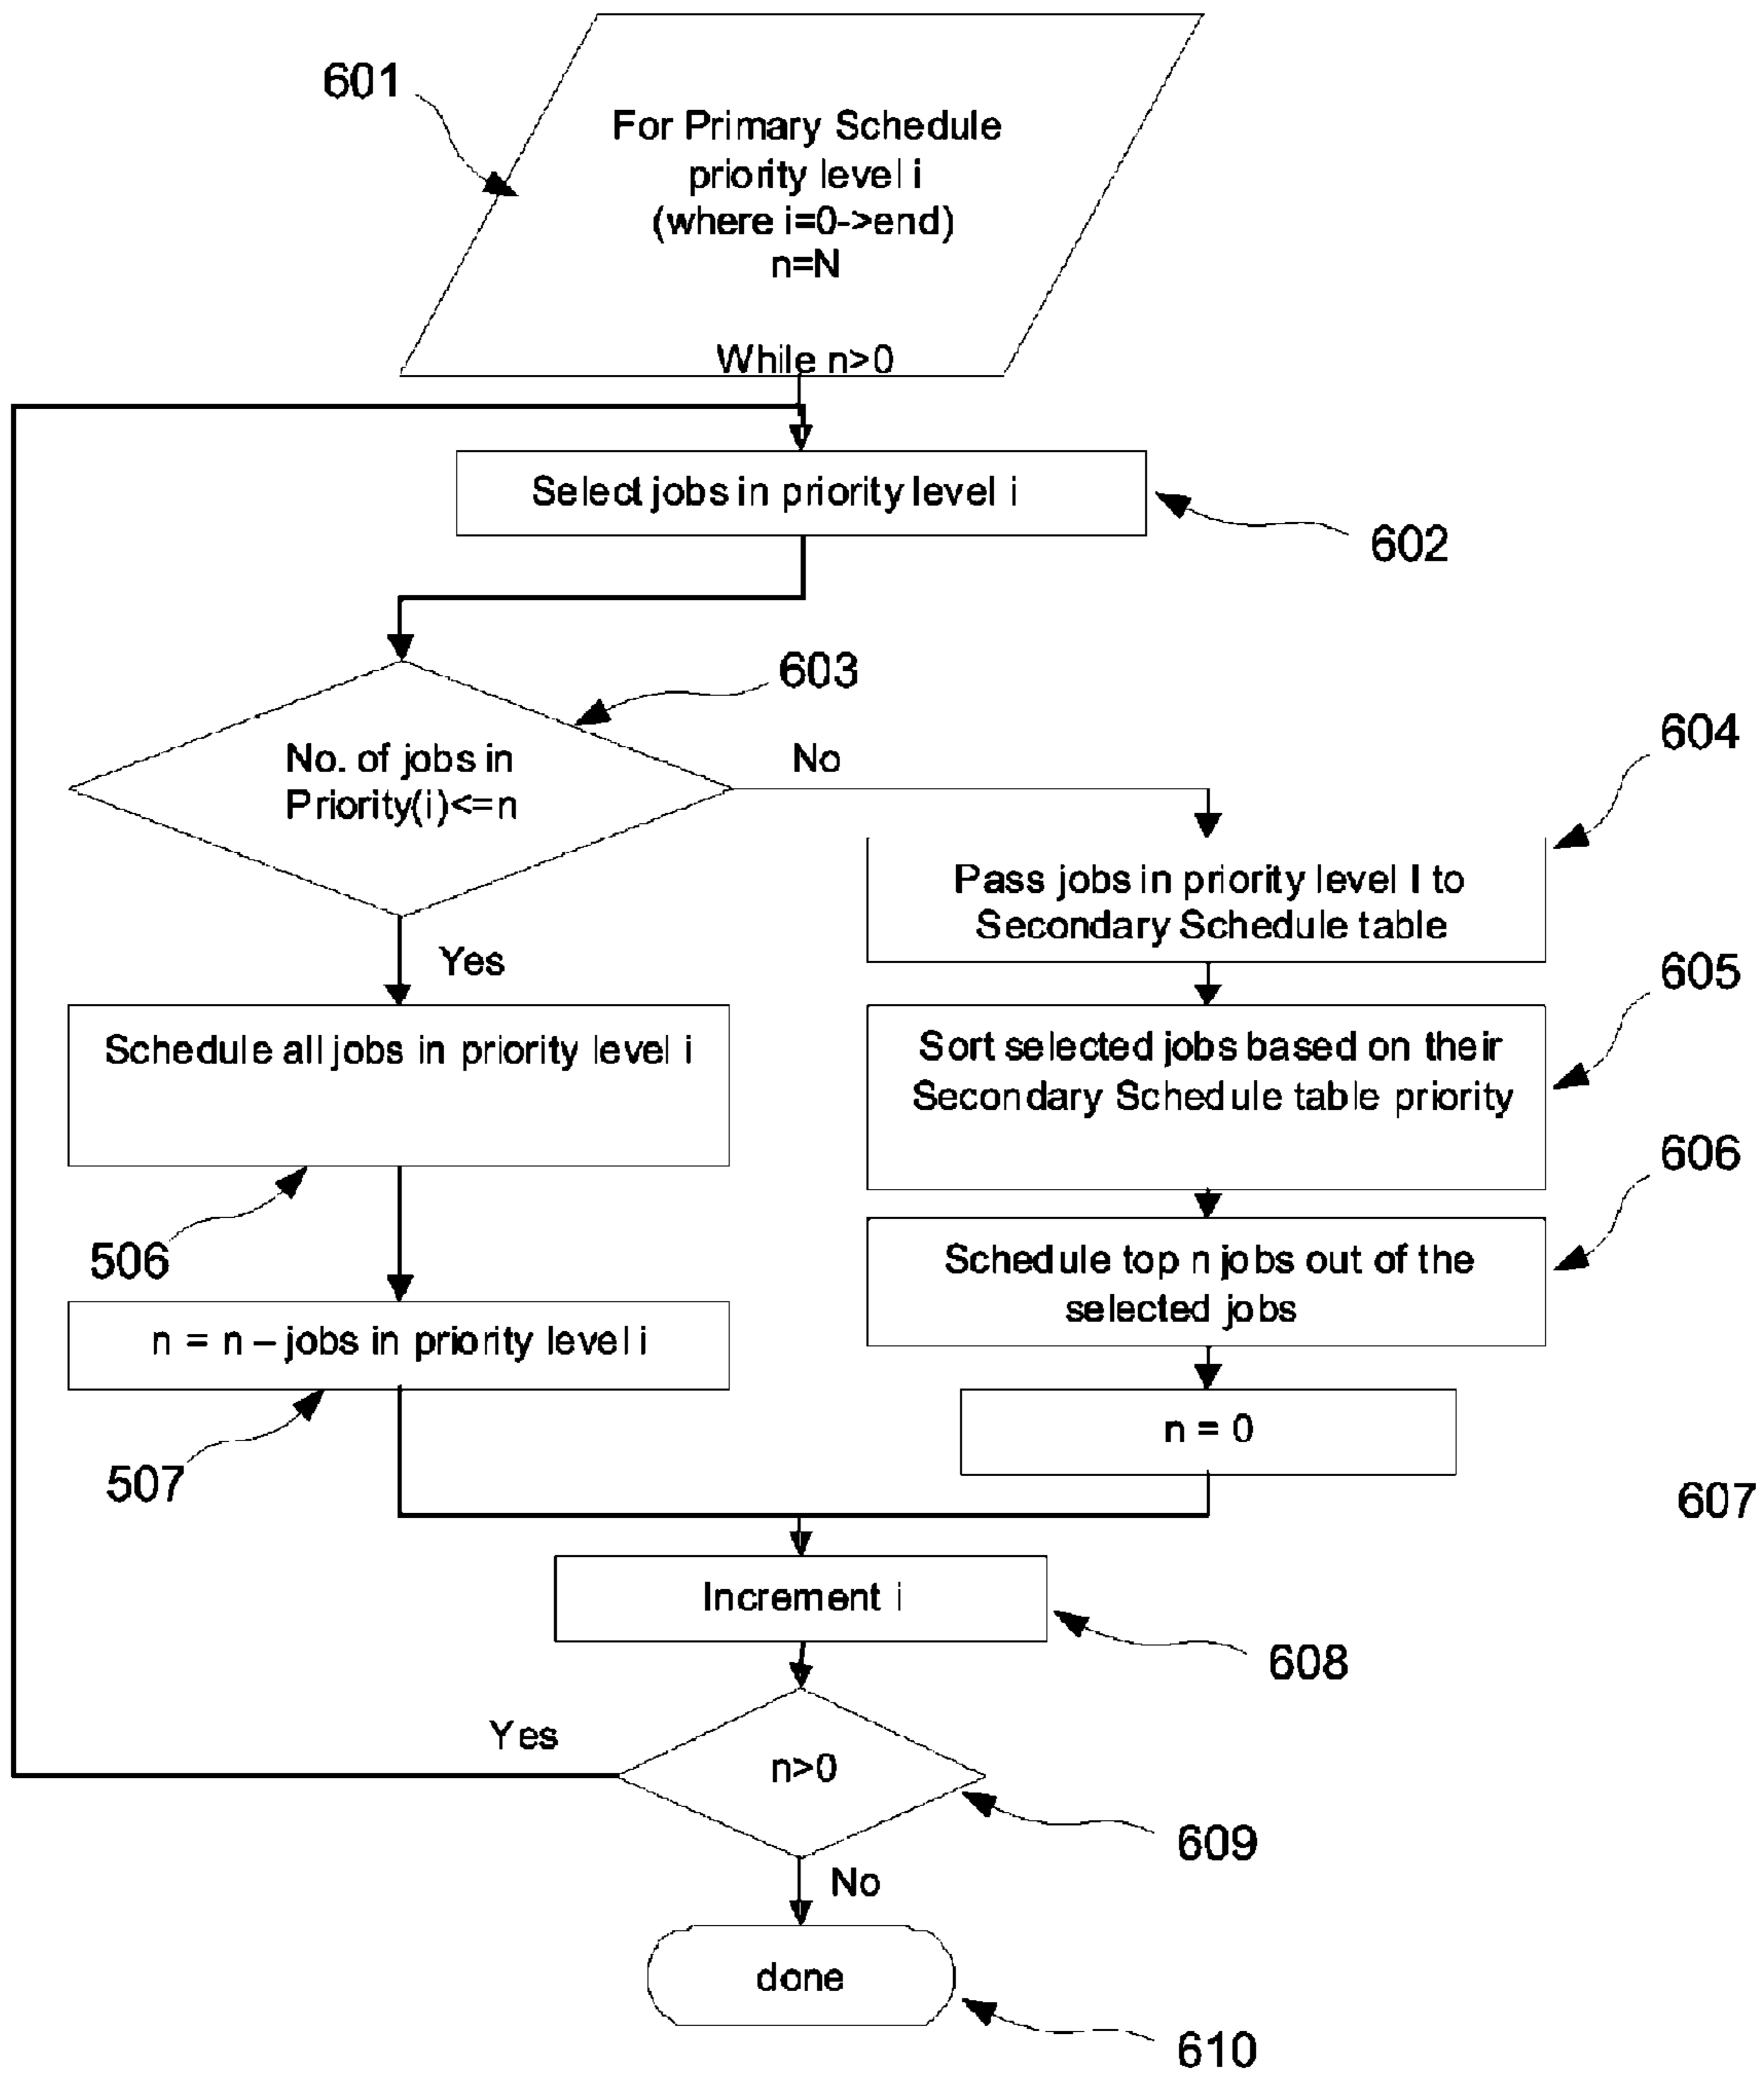 601
For Primary Schedule
priority level i
(where i=0->end)
n=N
While n>0
Select jobs in priority level i
602
603
No. of jobs in
Priority(i)<=n
No
604
Pass jobs in priority level I to
Secondary Schedule table
Yes
605
Schedule all jobs in priority level i
Sort selected jobs based on their
Secondary Schedule table priority
606
506
Schedule top n jobs out of the
selected jobs
n = n – jobs in priority level i
507
n = 0
607
Increment i
608
Yes
n>0
609
No
done
610